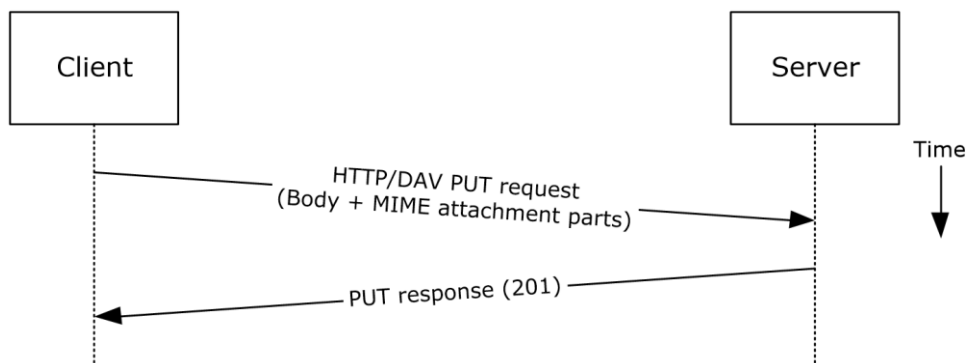 Client
Server
Time
HTTP/DAV PUT request
(Body + MIME attachment parts)
PUT response (201)